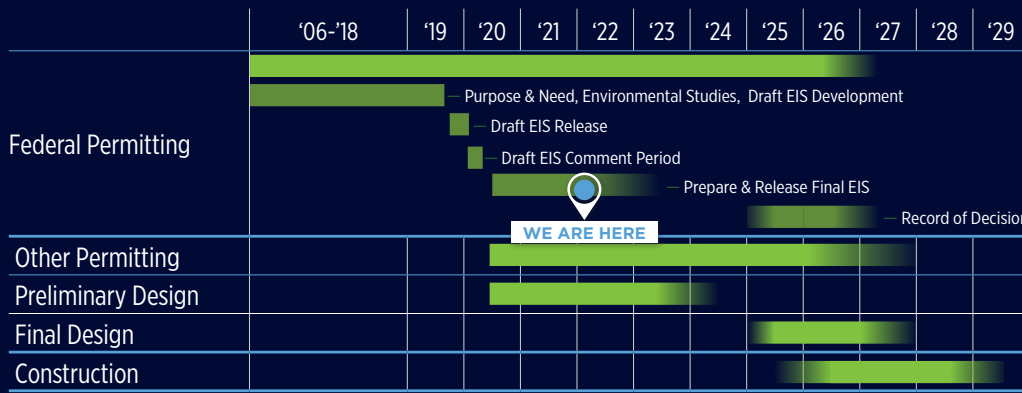 ‘06-’18 ‘19 ‘20 ‘21 ‘22 ‘23 ‘24 ‘25 ‘26 ‘27 ‘28 ‘29
Purpose & Need, Environmental Studies, Draft EIS Development
Draft EIS Release
Federal Permitting
Draft EIS Comment Period
Prepare & Release Final EIS
Record of Decision
WE ARE HERE
Other Permitting
Preliminary Design
Final Design
Construction